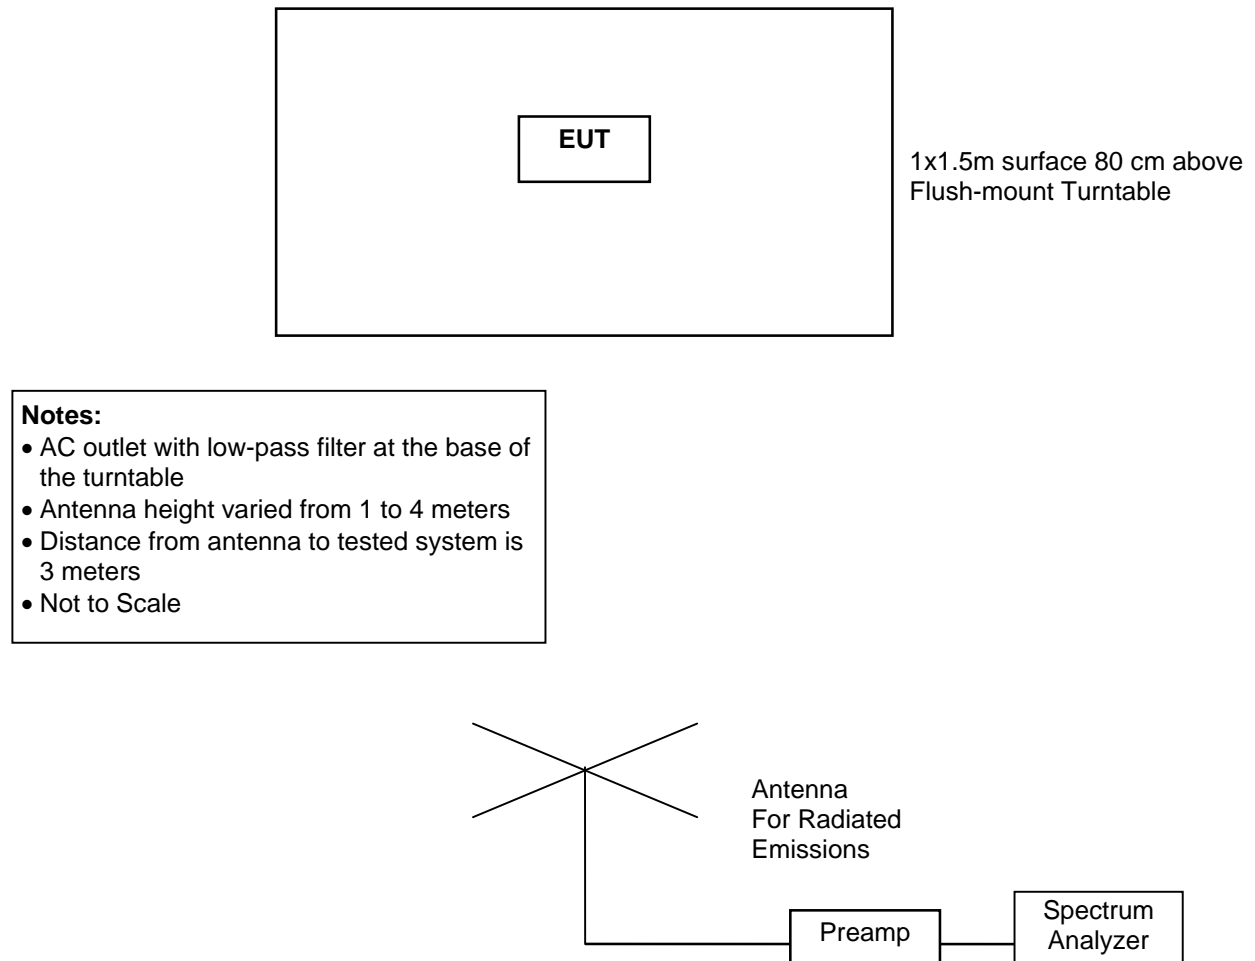 EUT
1x1.5m surface 80 cm above
Flush-mount Turntable
Notes:
• AC outlet with low-pass filter at the base of
the turntable
• Antenna height varied from 1 to 4 meters
• Distance from antenna to tested system is
3 meters
• Not to Scale
Antenna
For Radiated
Emissions
Preamp
Spectrum
Analyzer